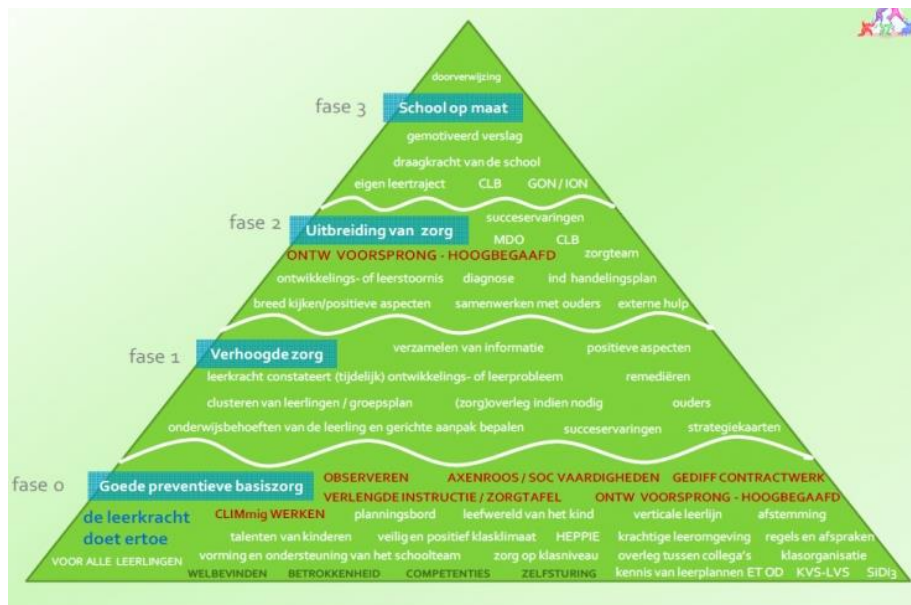 doorverwijzing
fase 3 School op maat
gemotiveerd verslag
draagkracht van de school
eigen leertraject CLB GON / ION
fase 2 succeservaringen
Uitbreiding van zorg MDO CLB
ONTW VOORSPRONG - HOOGBEGAAFD zorgteam
ontwikkelings- of leerstoornis diagnose ind handelingsplan
breed kijken/positieve aspecten samenwerken met ouders externe hulp
fase 1 Verhoogde zorg verzamelen van informatie positieve aspecten
leerkracht constateert (tijdelijk) ontwikkelings- of leerprobleem remediëren
clusteren van leerlingen / groepsplan (zorg)overleg indien nodig ouders
onderwijsbehoeften van de leerling en gerichte aanpak bepalen succeservaringen strategiekaarten
fase 0 Goede preventieve basiszorg OBSERVEREN AXENROOS / SOC VAARDIGHEDEN GEDIFF CONTRACTWERK
VERLENGDE INSTRUCTIE / ZORGTAFEL ONTW VOORSPRONG - HOOGBEGAAFD
de leerkracht CLIMmig WERKEN planningsbord leefwereld van het kind verticale leerlijn afstemming
doet ertoe talenten van kinderen veilig en positief klasklimaat HEPPIE krachtige leeromgeving regels en afspraken
VOOR ALLE LEERLINGEN vorming en ondersteuning van het schoolteam zorg op klasniveau overleg tussen collega's klasorganisatie
WELBEVINDEN BETROKKENHEID COMPETENTIES ZELFSTURING kennis van leerplannen ET OD KVS-LVS SiDi3